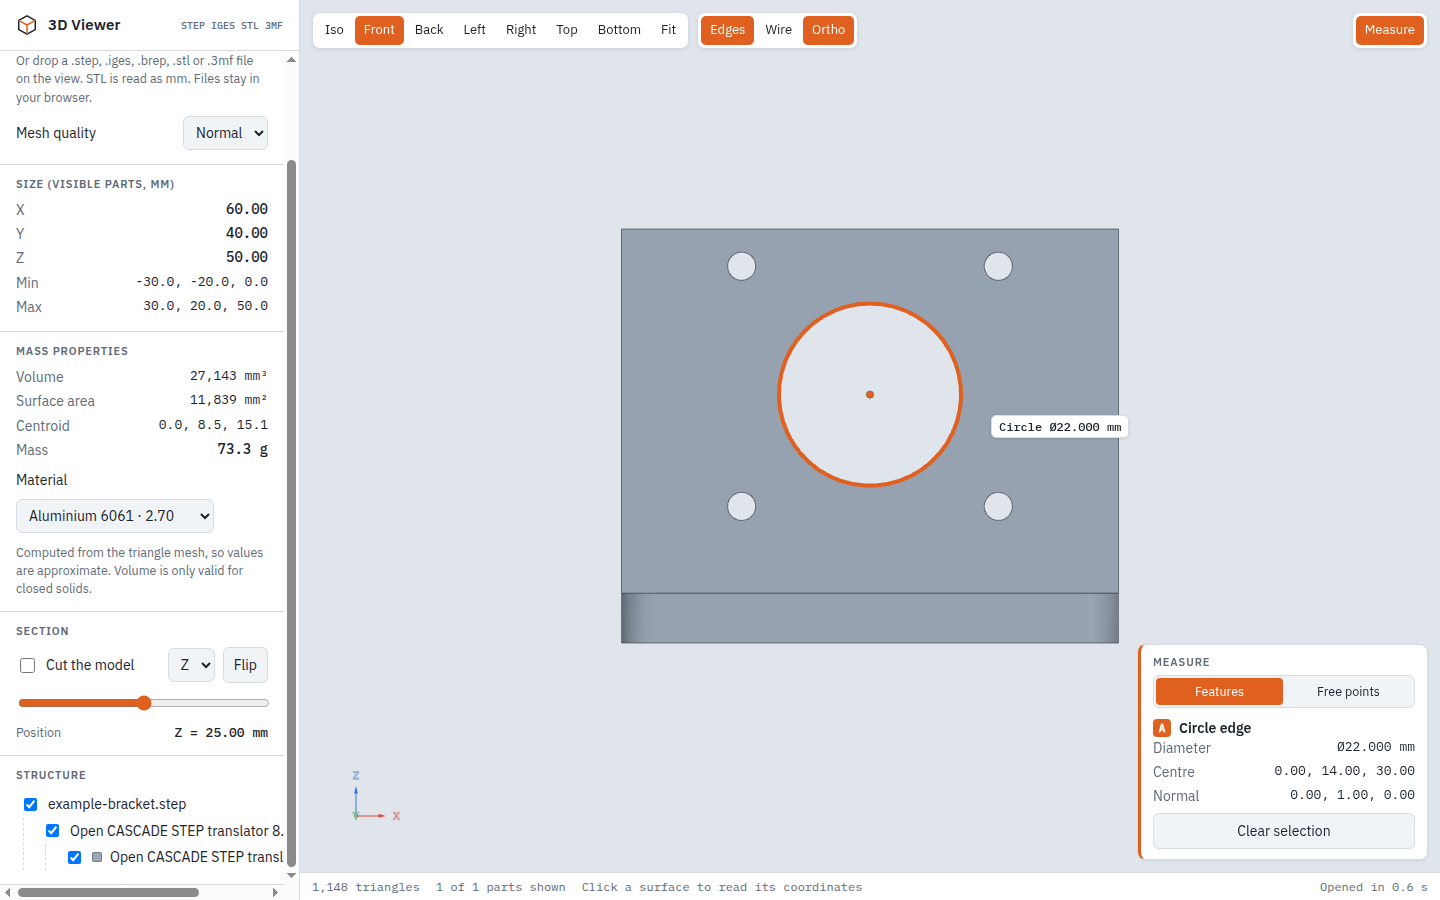 3D Viewer
STEP IGES STL 3MF
Or drop a .step, .iges, .brep, .stl or .3mf file
on the view. STL is read as mm. Files stay in
your browser.
Mesh quality Normal
SIZE (VISIBLE PARTS, MM)
X 60.00
Y 40.00
Z 50.00
Min -30.0, -20.0, 0.0
Max 30.0, 20.0, 50.0
MASS PROPERTIES
Volume 27,143 mm³
Surface area 11,839 mm²
Centroid 0.0, 8.5, 15.1
Mass 73.3 g
Material
Aluminium 6061 · 2.70
Computed from the triangle mesh, so values
are approximate. Volume is only valid for
closed solids.
SECTION
Cut the model Z Flip
Position Z = 25.00 mm
STRUCTURE
example-bracket.step
Open CASCADE STEP translator 8.
Open CASCADE STEP transl
Iso Front Back Left Right Top Bottom Fit
Edges Wire Ortho
Measure
Circle Ø22.000 mm
Z
Y
X
MEASURE
Features Free points
A Circle edge
Diameter Ø22.000 mm
Centre 0.00, 14.00, 30.00
Normal 0.00, 1.00, 0.00
Clear selection
1,148 triangles 1 of 1 parts shown Click a surface to read its coordinates
Opened in 0.6 s